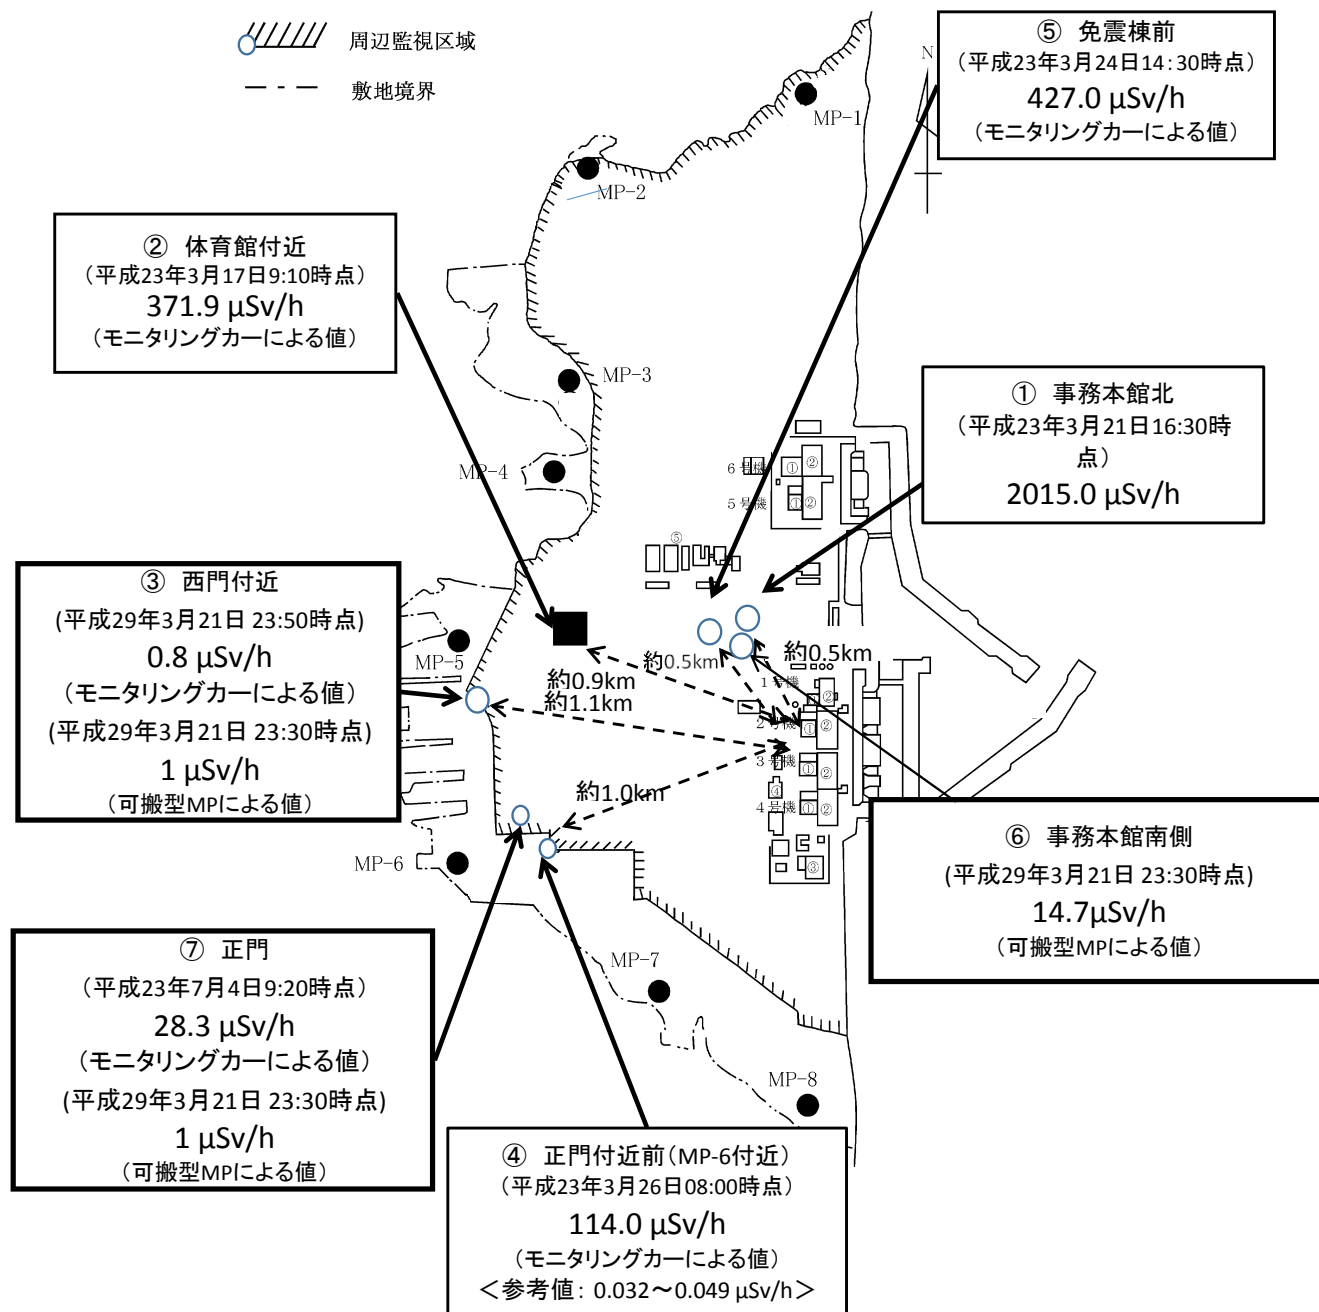 周辺監視区域
敷地境界
⑤ 免震棟前
（平成23年3月24日14：30時点）
427.0 μSv/h
（モニタリングカーによる値）
N
MP-1
MP-2
② 体育館付近
（平成23年3月17日9:10時点）
371.9 μSv/h
（モニタリングカーによる値）
MP-3
① 事務本館北
（平成23年3月21日16:30時
点）
2015.0 μSv/h
MP-4
6号機
①
②
5号機
①
②
⑤
③ 西門付近
(平成29年3月21日 23:50時点)
0.8 μSv/h
（モニタリングカーによる値）
(平成29年3月21日 23:30時点)
1 μSv/h
（可搬型MPによる値）
MP-5
約0.5km
約0.5km
約0.9km
約1.1km
1号機
②
2号機
①
②
3号機
①
②
約1.0km
④
4号機
①
②
③
MP-6
⑥ 事務本館南側
(平成29年3月21日 23:30時点)
14.7μSv/h
（可搬型MPによる値）
⑦ 正門
（平成23年7月4日9:20時点）
28.3 μSv/h
（モニタリングカーによる値）
(平成29年3月21日 23:30時点)
1 μSv/h
（可搬型MPによる値）
MP-7
MP-8
④ 正門付近前（MP-6付近）
（平成23年3月26日08:00時点）
114.0 μSv/h
（モニタリングカーによる値）
＜参考値：0.032～0.049 μSv/h＞